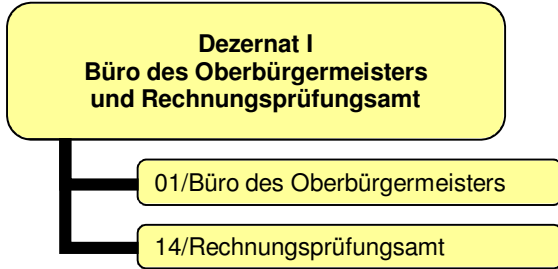 Dezernat I
Büro des Oberbürgermeisters
und Rechnungsprüfungsamt
01/Büro des Oberbürgermeisters
14/Rechnungsprüfungsamt